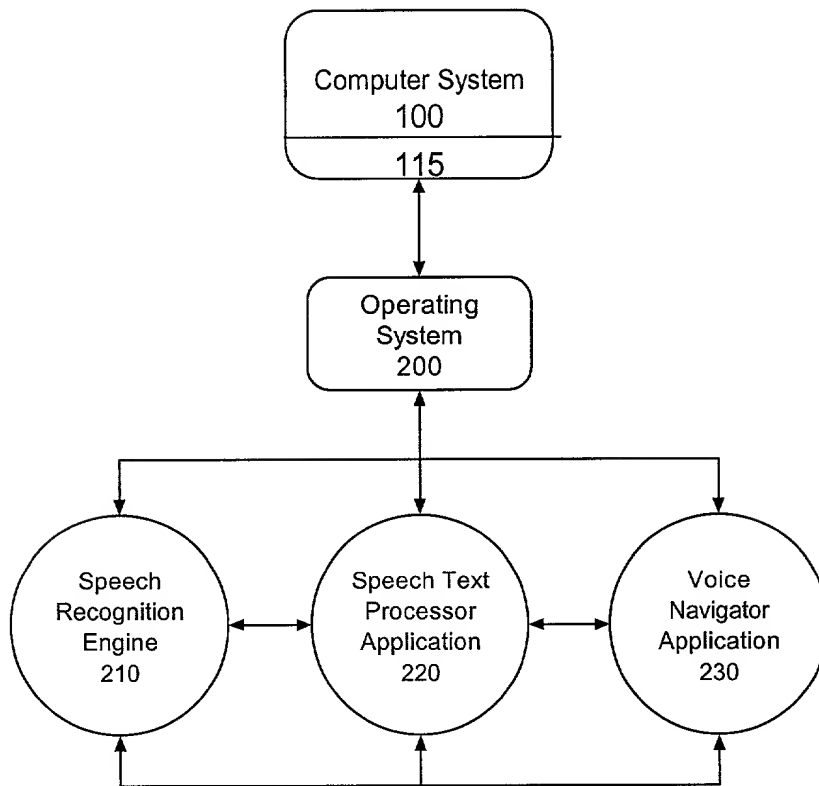 Computer System
100
115
Operating
System
200
Speech
Recognition
Engine
210
Speech Text
Processor
Application
220
Voice
Navigator
Application
230